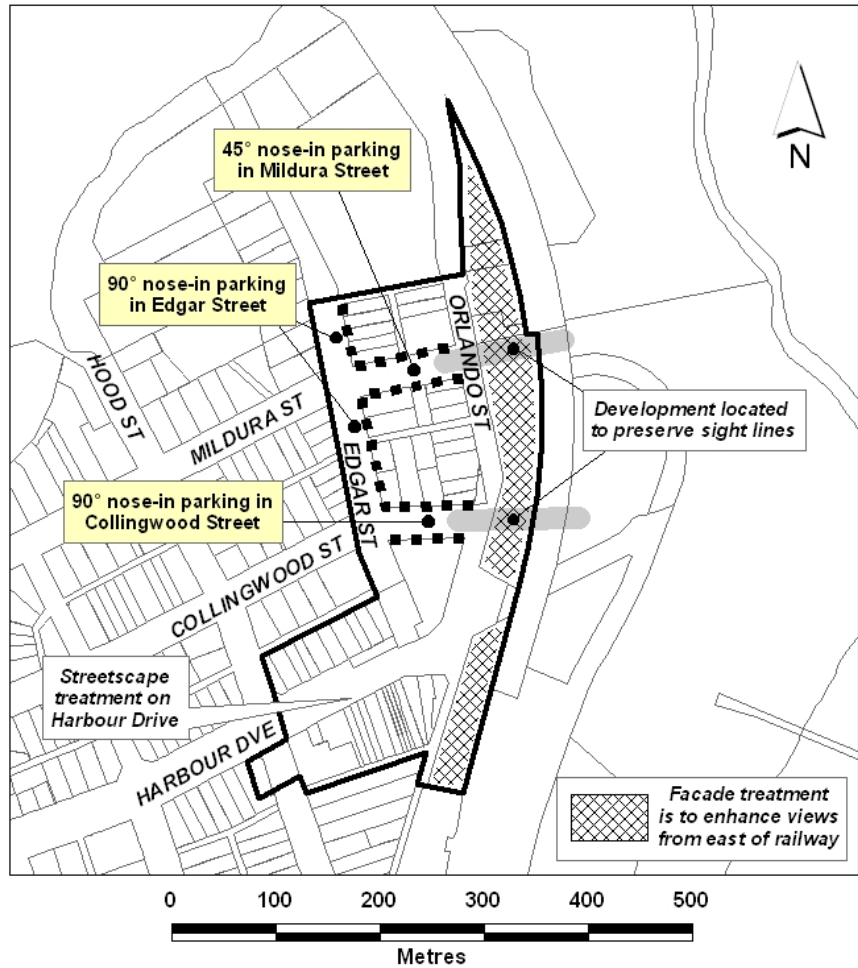 45° nose-in parking
in Mildura Street
N
90° nose-in parking
in Edgar Street
ORLANDO ST
HOOD ST
MILDURA ST
Development located
to preserve sight lines
EDGAR ST
90° nose-in parking in
Collingwood Street
COLLINGWOOD ST
Streetscape
treatment on
Harbour Drive
HARBOUR DVE
Facade treatment
is to enhance views
from east of railway
0 100 200 300 400 500
Metres